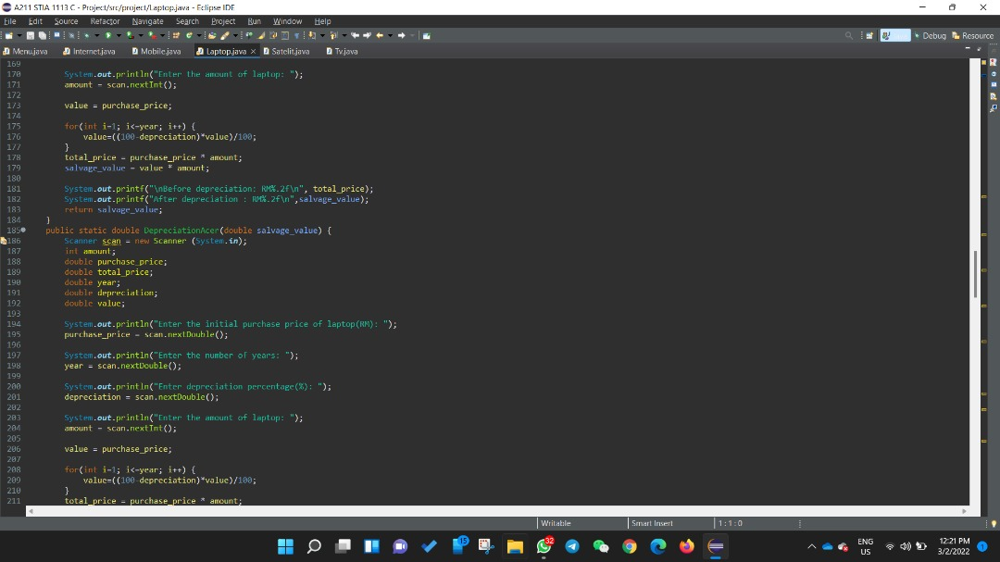 A211 STIA 1113 C - Project/src/project/Laptop.java - Eclipse IDE
File Edit Source Refactor Navigate Search Project Run Window Help
Debug Resource
Menu.java Internet.java Mobile.java Laptop.java Satelit.java Tv.java
169
170 System.out.println("Enter the amount of laptop: ");
171 amount = scan.nextInt();
172
173 value = purchase_price;
174
175 for(int i=1; i<=year; i++) {
176 value=((100-depreciation)*value)/100;
177 }
178 total_price = purchase_price * amount;
179 salvage_value = value * amount;
180
181 System.out.printf("\nBefore depreciation: RM%.2f\n", total_price);
182 System.out.printf("After depreciation : RM%.2f\n",salvage_value);
183 return salvage_value;
184 }
185 public static double DepreciationAcer(double salvage_value) {
186 Scanner scan = new Scanner (System.in);
187 int amount;
188 double purchase_price;
189 double total_price;
190 double year;
191 double depreciation;
192 double value;
193
194 System.out.println("Enter the initial purchase price of laptop(RM): ");
195 purchase_price = scan.nextDouble();
196
197 System.out.println("Enter the number of years: ");
198 year = scan.nextDouble();
199
200 System.out.println("Enter depreciation percentage(%): ");
201 depreciation = scan.nextDouble();
202
203 System.out.println("Enter the amount of laptop: ");
204 amount = scan.nextInt();
205
206 value = purchase_price;
207
208 for(int i=1; i<=year; i++) {
209 value=((100-depreciation)*value)/100;
210 }
211 total_price = purchase_price * amount;
Writable Smart Insert 1 : 1 : 0
15 32 ENG US 12:21 PM 3/2/2022 1